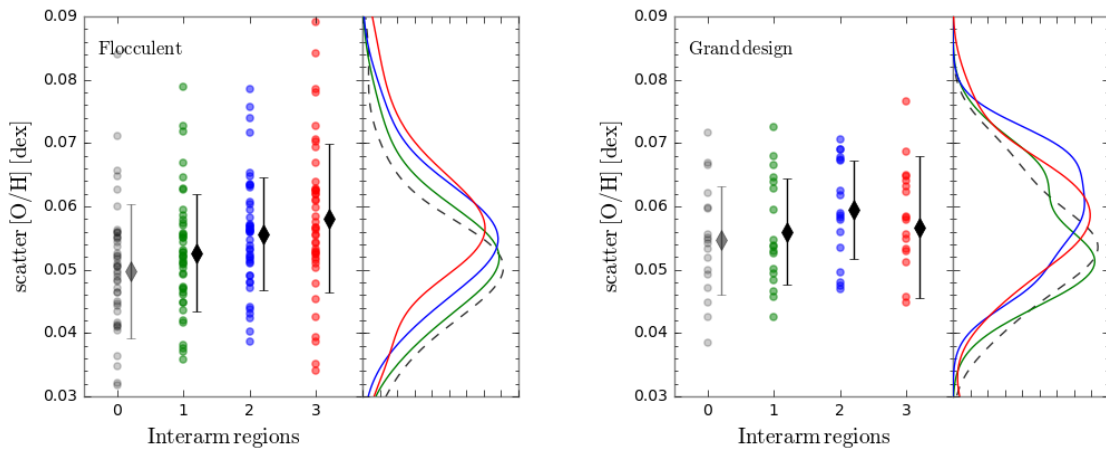 0.09
0.08
0.07
0.06
0.05
0.04
0.03
scatter [O/H] [dex]
Flocculent
0 1 2 3
Interarm regions
0.09
0.08
0.07
0.06
0.05
0.04
0.03
scatter [O/H] [dex]
Grand design
0 1 2 3
Interarm regions